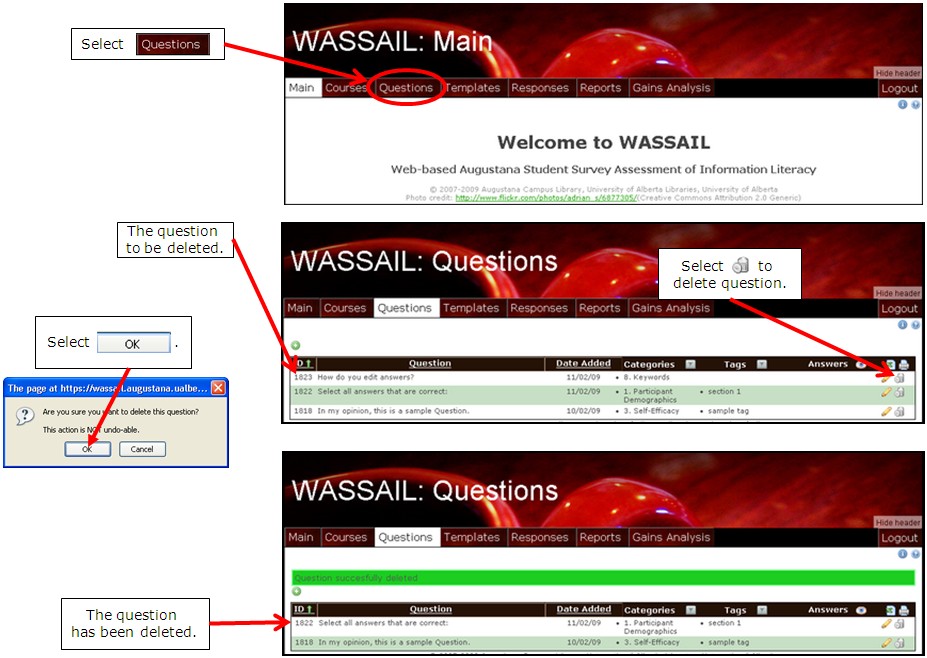 Select Questions
WASSAIL: Main
Hide header
Main Courses Questions Templates Responses Reports Gains Analysis Logout
Welcome to WASSAIL
Web-based Augustana Student Survey Assessment of Information Literacy
© 2007-2009 Augustana Campus Library, University of Alberta Libraries, University of Alberta
Photo credit: http://www.flickr.com/photos/adrian_s/6877305/(Creative Commons Attribution 2.0 Generic)
The question
to be deleted.
WASSAIL: Questions
Select to
delete question.
Hide header
Main Courses Questions Templates Responses Reports Gains Analysis Logout
ID Question Date Added Categories Tags Answers
1823 How do you edit answers? 11/02/09 • 8. Keywords
1822 Select all answers that are correct: 11/02/09 • 1. Participant • section 1
Demographics
1818 In my opinion, this is a sample Question. 10/02/09 • 3. Self-Efficacy • sample tag
Select OK .
The page at https://wassail.augustana.ualbe...
Are you sure you want to delete this question?
This action is NOT undo-able.
OK Cancel
WASSAIL: Questions
Hide header
Main Courses Questions Templates Responses Reports Gains Analysis Logout
Question succesfully deleted
ID Question Date Added Categories Tags Answers
1822 Select all answers that are correct: 11/02/09 • 1. Participant • section 1
Demographics
1818 In my opinion, this is a sample Question. 10/02/09 • 3. Self-Efficacy • sample tag
The question
has been deleted.